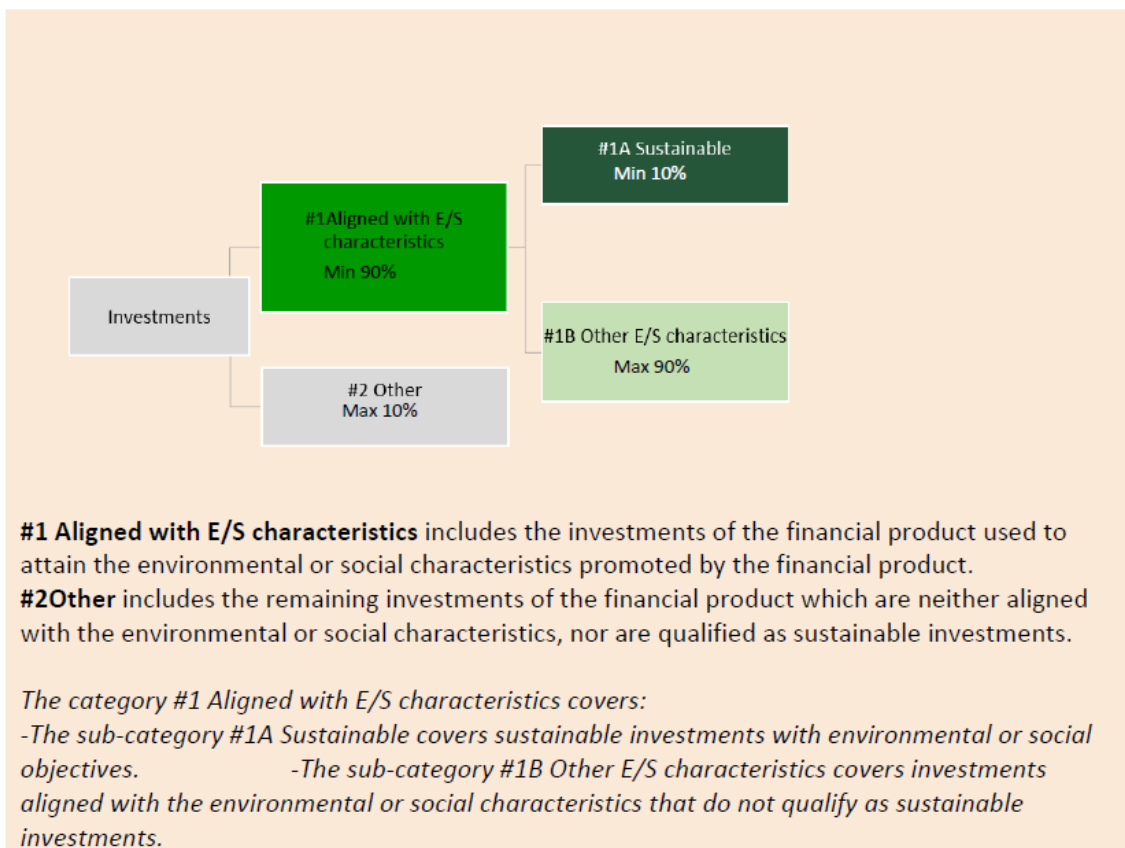 #1A Sustainable
Min 10%
#1Aligned with E/S
characteristics
Min 90%
Investments
#1B Other E/S characteristics
Max 90%
#2 Other
Max 10%
#1 Aligned with E/S characteristics includes the investments of the financial product used to
attain the environmental or social characteristics promoted by the financial product.
#2Other includes the remaining investments of the financial product which are neither aligned
with the environmental or social characteristics, nor are qualified as sustainable investments.
The category #1 Aligned with E/S characteristics covers:
-The sub-category #1A Sustainable covers sustainable investments with environmental or social
objectives. -The sub-category #1B Other E/S characteristics covers investments
aligned with the environmental or social characteristics that do not qualify as sustainable
investments.